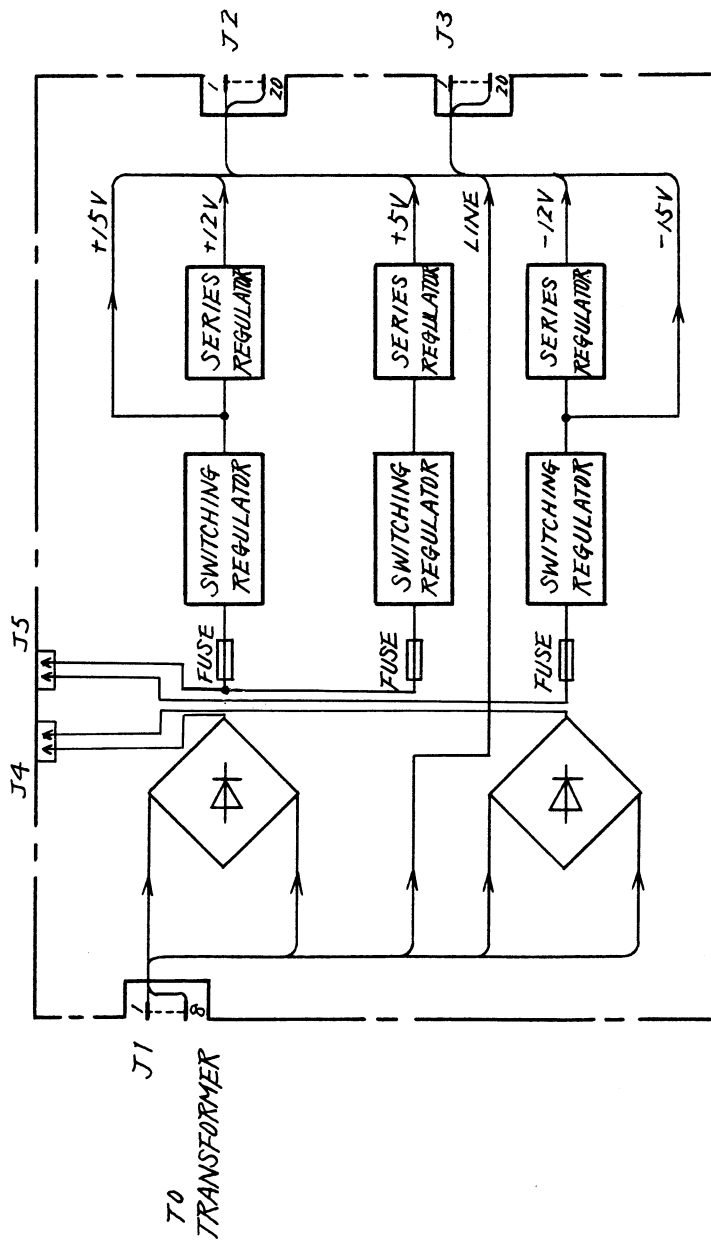 J4
J5
J1
1
8
TO
TRANSFORMER
FUSE
SWITCHING
REGULATOR
SERIES
REGULATOR
+15V
+12V
FUSE
SWITCHING
REGULATOR
SERIES
REGULATOR
+5V
LINE
FUSE
SWITCHING
REGULATOR
SERIES
REGULATOR
-12V
-15V
1
20
J2
1
20
J3